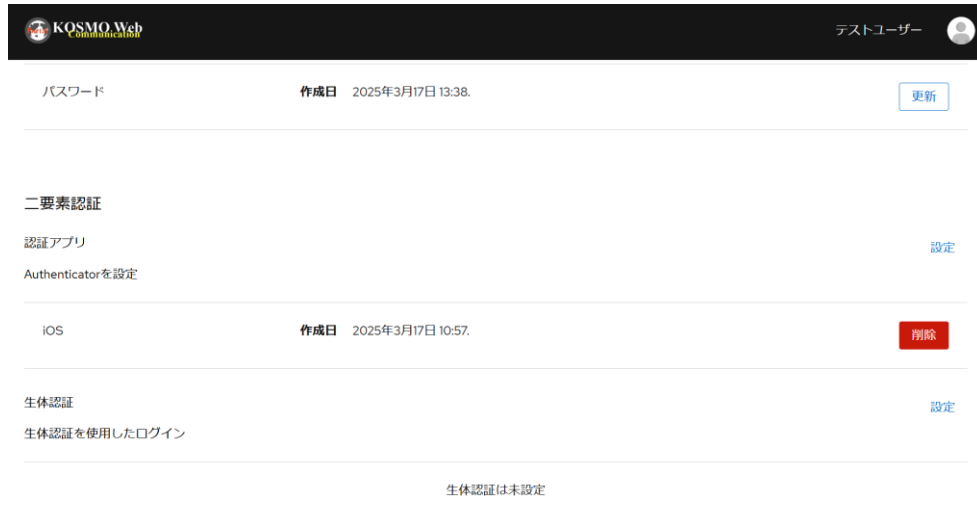 KOSMO Web
Communication
テストユーザー
パスワード 作成日 2025年3月17日 13:38. 更新
二要素認証
認証アプリ 設定
Authenticatorを設定
iOS 作成日 2025年3月17日 10:57. 削除
生体認証 設定
生体認証を使用したログイン
生体認証は未設定